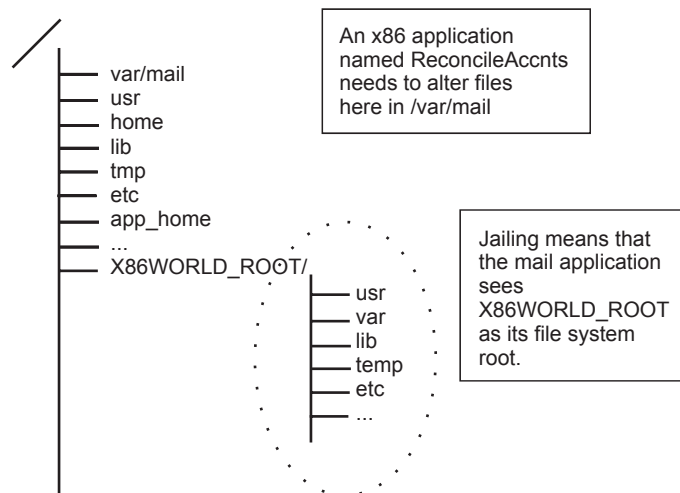 An x86 application
named ReconcileAccnts
needs to alter files
here in /var/mail
var/mail
usr
home
lib
tmp
etc
app_home
...
X86WORLD_ROOT/
usr
var
lib
temp
etc
...
Jailing means that
the mail application
sees
X86WORLD_ROOT
as its file system
root.